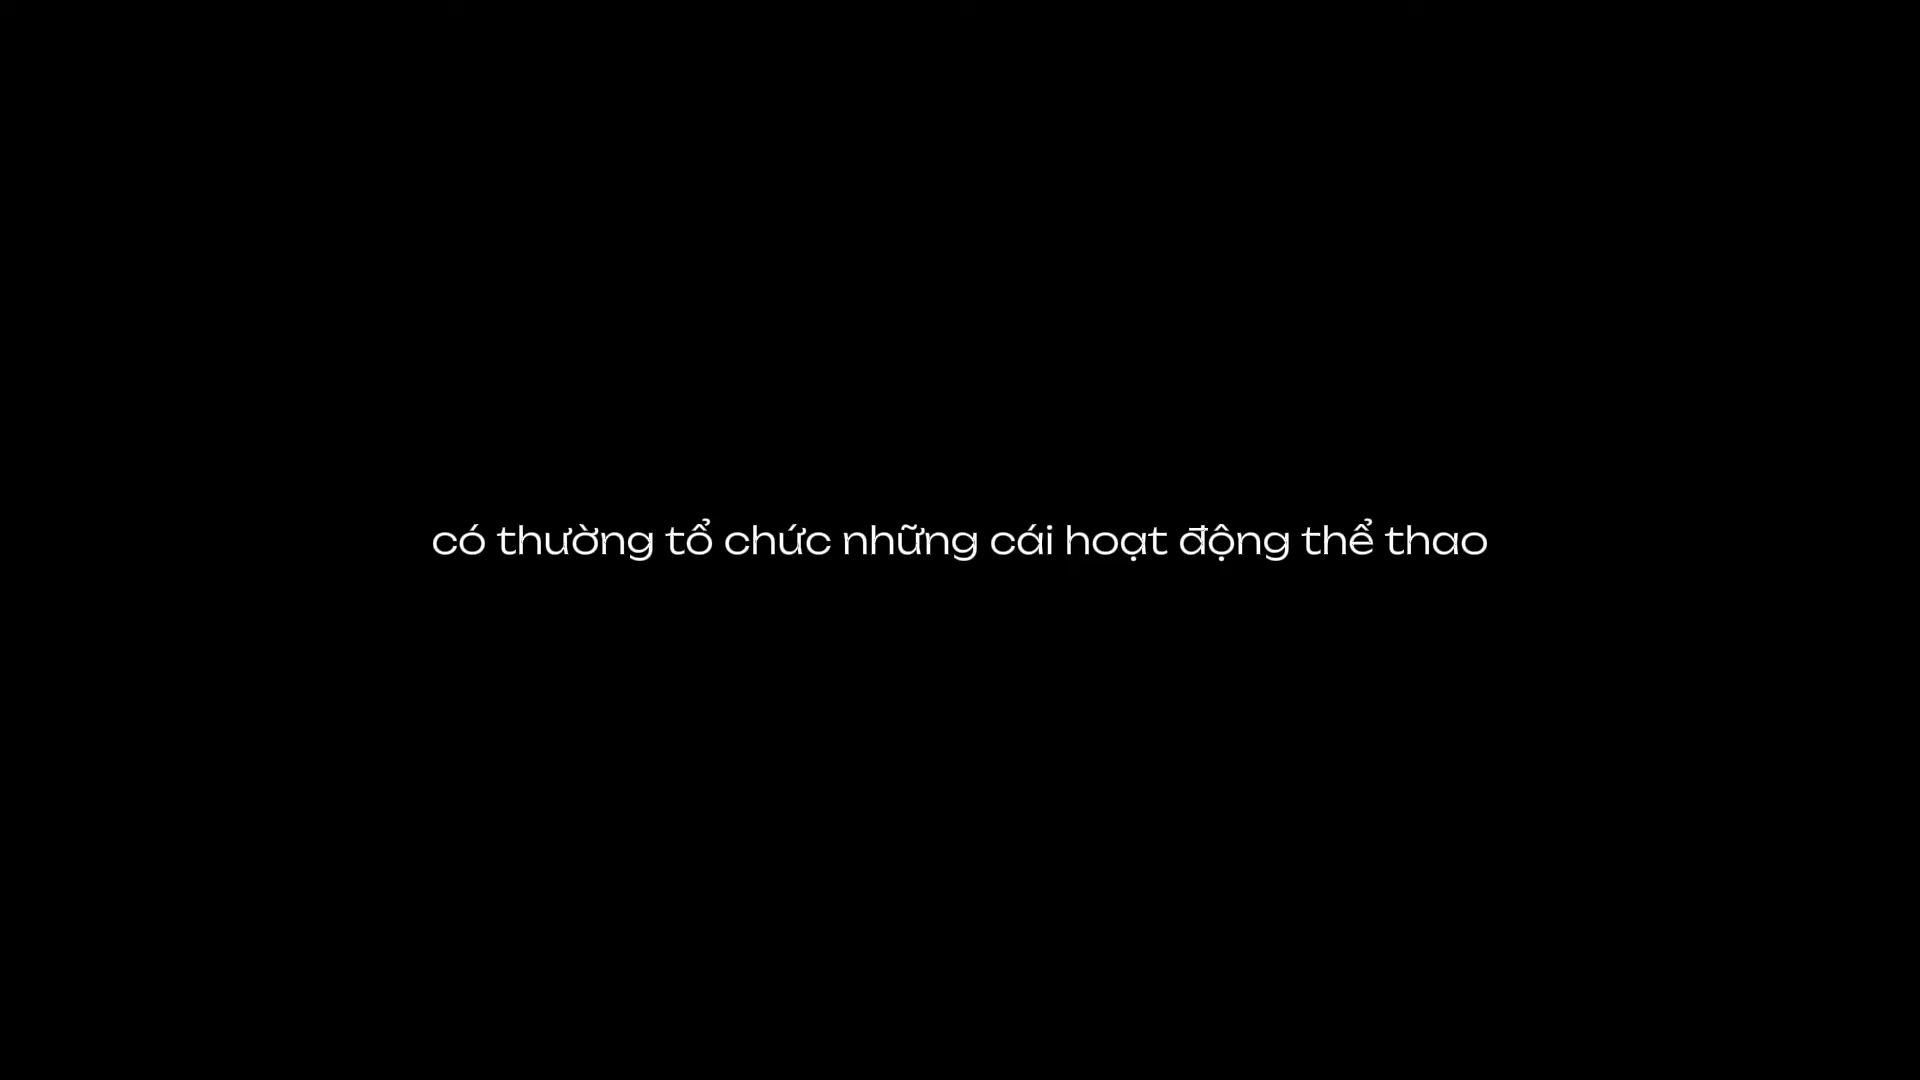 có thường tổ chức những cái hoạt động thể thao